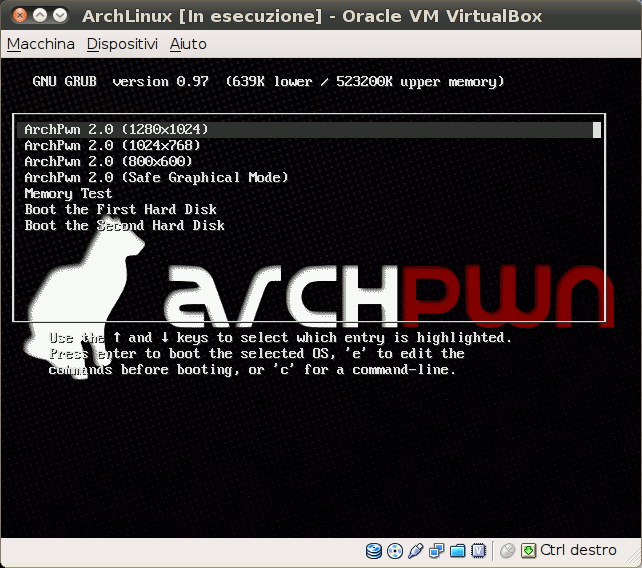 ArchLinux [In esecuzione] - Oracle VM VirtualBox
Macchina Dispositivi Aiuto
GNU GRUB version 0.97 (639K lower / 523200K upper memory)
ArchPwn 2.0 (1280x1024)
ArchPwn 2.0 (1024x768)
ArchPwn 2.0 (800x600)
ArchPwn 2.0 (Safe Graphical Mode)
Memory Test
Boot the First Hard Disk
Boot the Second Hard Disk
archpwn
Use the ↑ and ↓ keys to select which entry is highlighted.
Press enter to boot the selected OS, 'e' to edit the
commands before booting, or 'c' for a command-line.
Ctrl destro